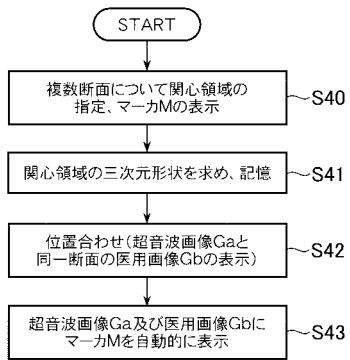 START
複数断面について関心領域の
指定、マーカMの表示
S40
関心領域の三次元形状を求め、記憶
S41
位置合わせ(超音波画像Gaと
同一断面の医用画像Gbの表示)
S42
超音波画像Ga及び医用画像Gbに
マーカMを自動的に表示
S43